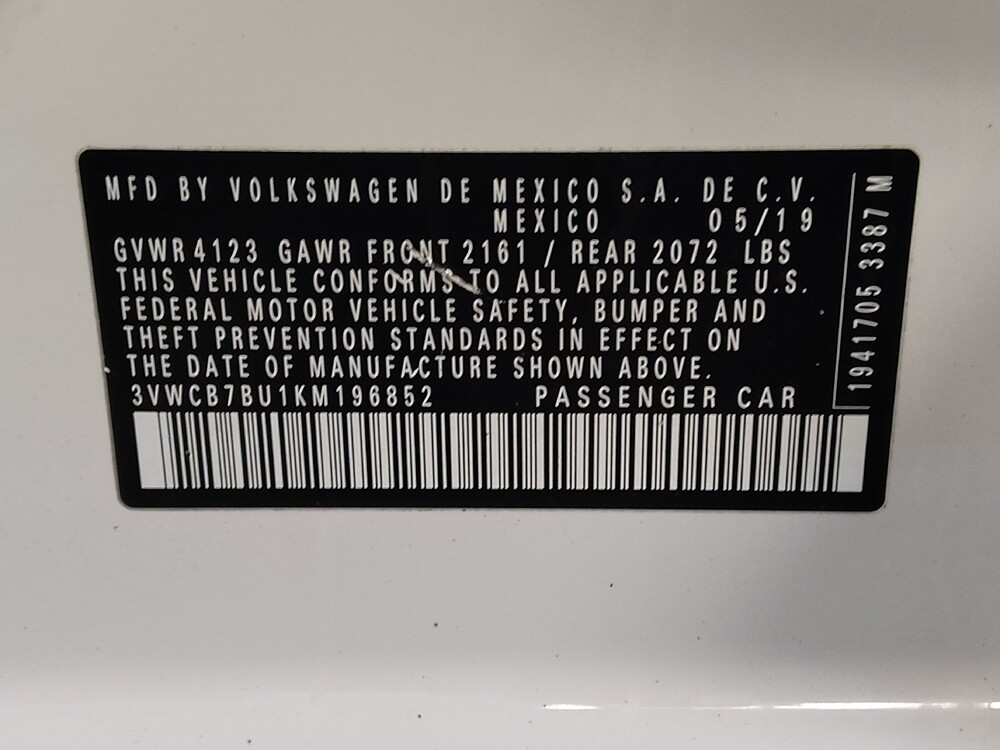 MFD BY VOLKSWAGEN DE MEXICO S.A. DE C.V.
MEXICO 05/19
GVWR 4123 GAWR FRONT 2161 / REAR 2072 LBS
THIS VEHICLE CONFORMS TO ALL APPLICABLE U.S.
FEDERAL MOTOR VEHICLE SAFETY, BUMPER AND
THEFT PREVENTION STANDARDS IN EFFECT ON
THE DATE OF MANUFACTURE SHOWN ABOVE.
3VWCB7BU1KM196852 PASSENGER CAR
1941705 3387 M